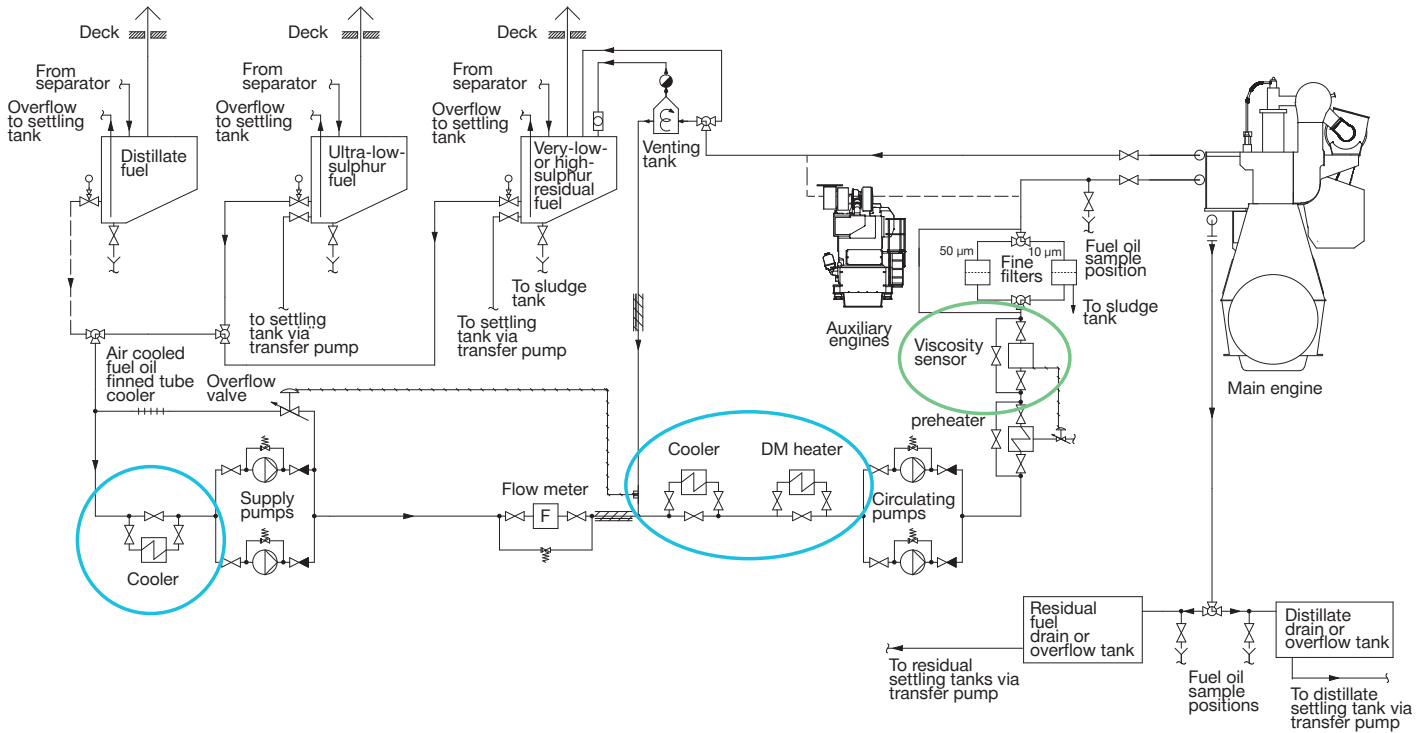 Deck
Deck
Deck
From
separator
From
separator
From
separator
Overflow
to settling
tank
Overflow
to settling
tank
Overflow
to settling
tank
Distillate
fuel
Ultra-low-
sulphur
fuel
Very-low-
or high-
sulphur
residual
fuel
Venting
tank
to settling
tank via
transfer pump
To settling
tank via
transfer pump
To sludge
tank
Auxiliary
engines
50 µm
10 µm
Fine
filters
Fuel oil
sample
position
To sludge
tank
Main engine
Air cooled
fuel oil
finned tube
cooler
Overflow
valve
Viscosity
sensor
preheater
Cooler
Supply
pumps
Flow meter
F
Cooler
DM heater
Circulating
pumps
Residual
fuel
drain or
overflow tank
Distillate
drain or
overflow tank
To residual
settling tanks via
transfer pump
Fuel oil
sample
positions
To distillate
settling tank via
transfer pump